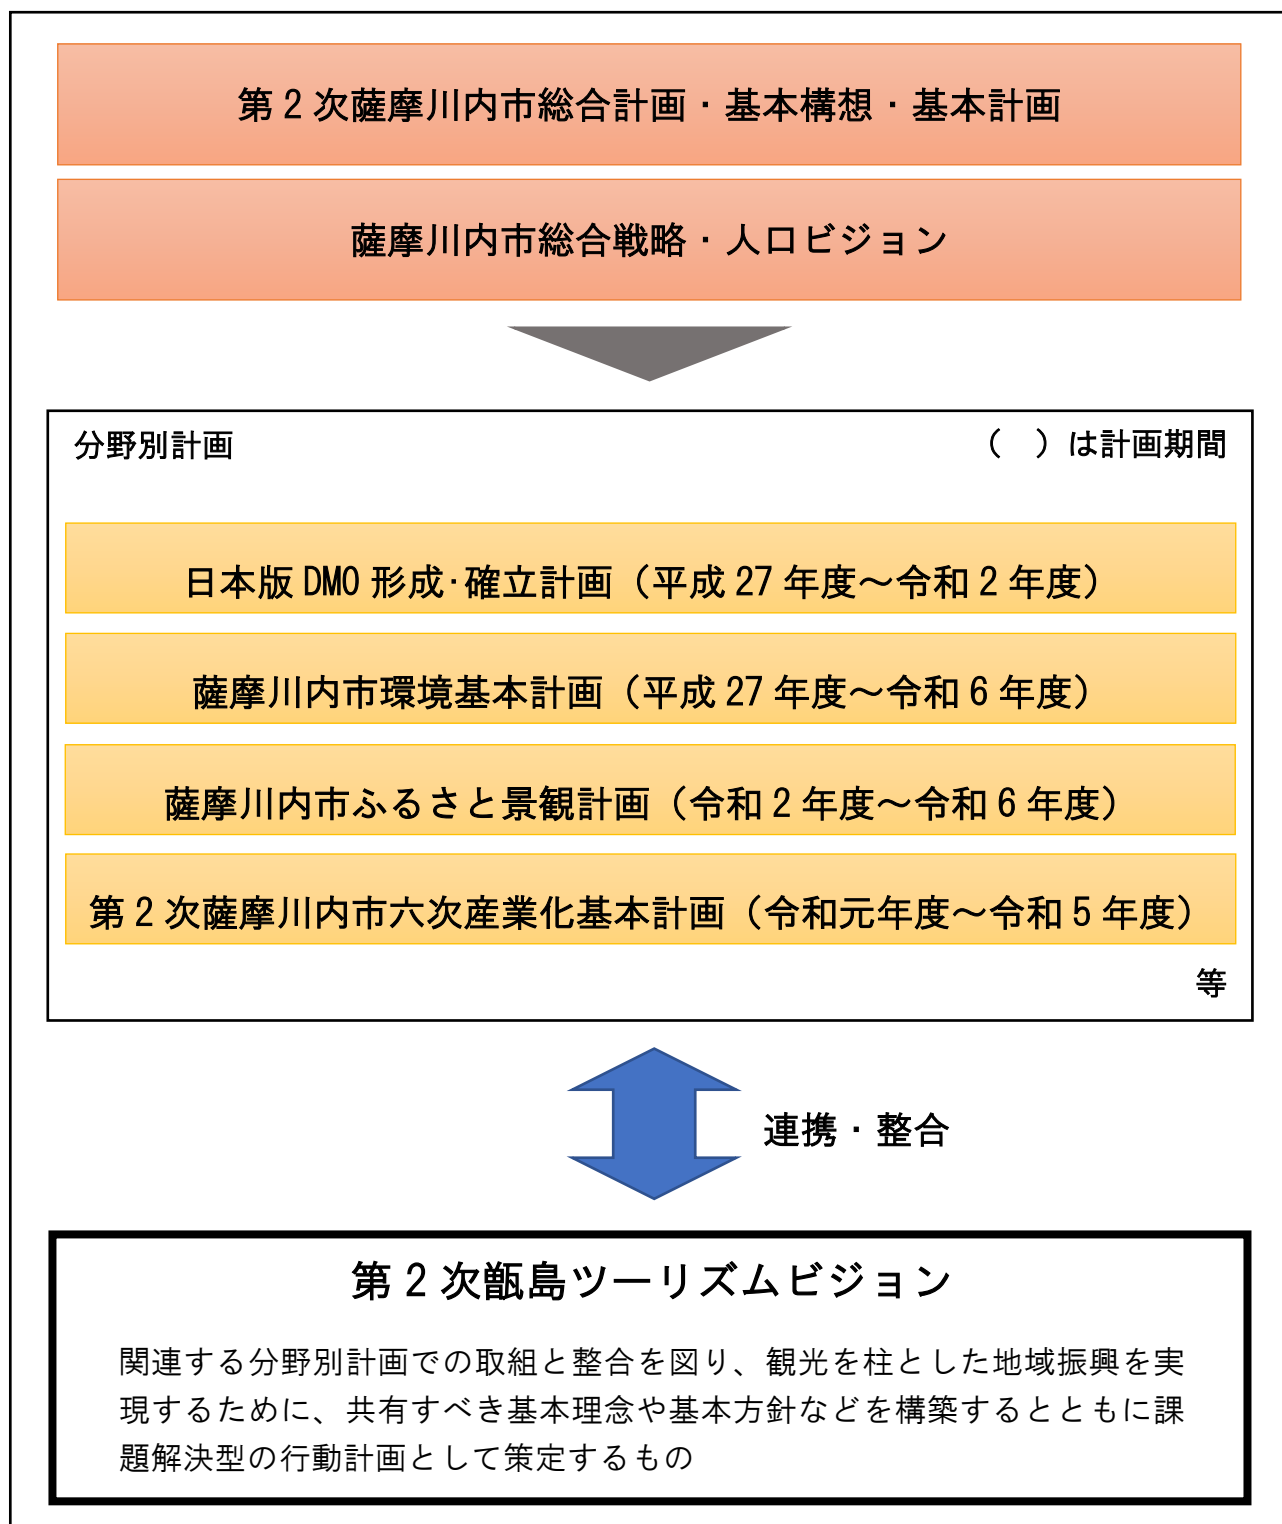 第２次薩摩川内市総合計画・基本構想・基本計画
薩摩川内市総合戦略・人口ビジョン
分野別計画
（　）は計画期間
日本版 DMO 形成･確立計画（平成 27 年度～令和 2 年度）
薩摩川内市環境基本計画（平成 27 年度～令和 6 年度）
薩摩川内市ふるさと景観計画（令和 2 年度～令和 6 年度）
第 2 次薩摩川内市六次産業化基本計画（令和元年度～令和 5 年度）
等
連携・整合
第 2 次甑島ツーリズムビジョン
関連する分野別計画での取組と整合を図り、観光を柱とした地域振興を実
現するために、共有すべき基本理念や基本方針などを構築するとともに課
題解決型の行動計画として策定するもの